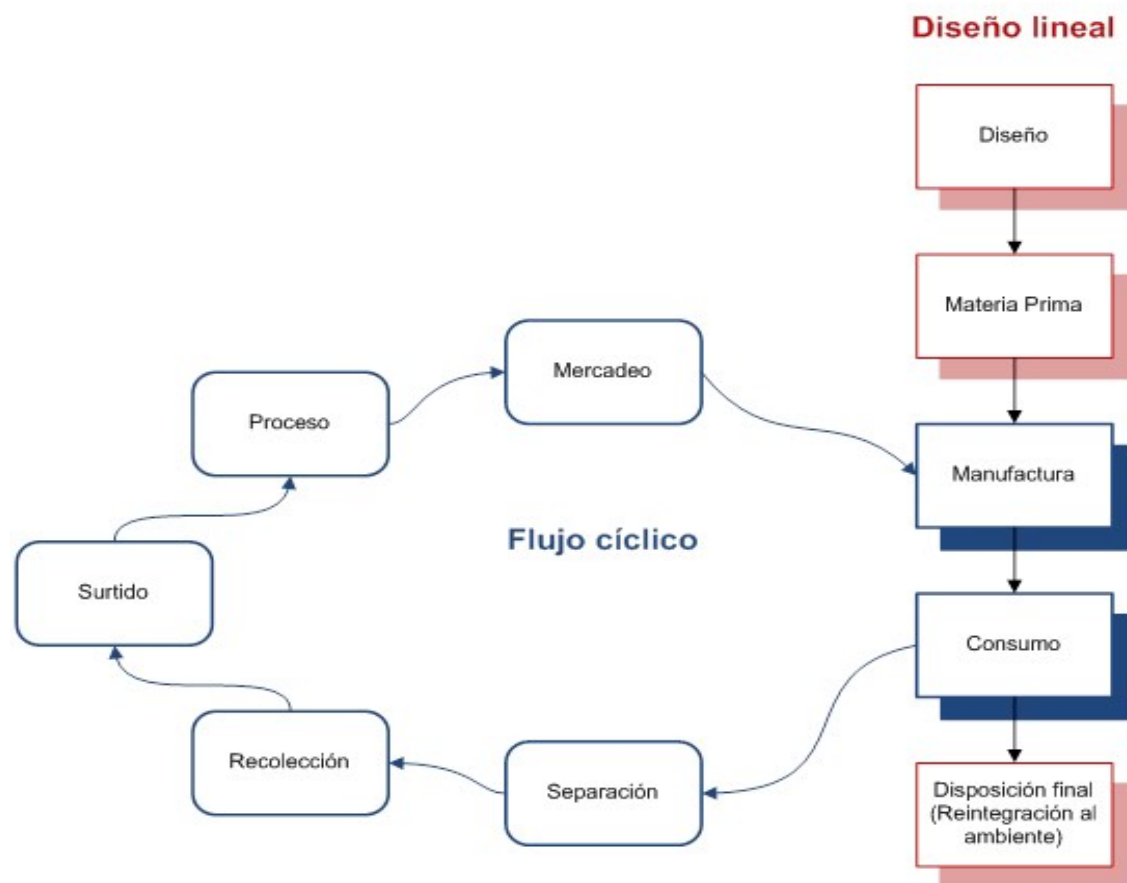 Diseño lineal
Diseño
Materia Prima
Mercadeo
Proceso
Manufactura
Flujo cíclico
Surtido
Consumo
Recolección
Separación
Disposición final
(Reintegración al
ambiente)